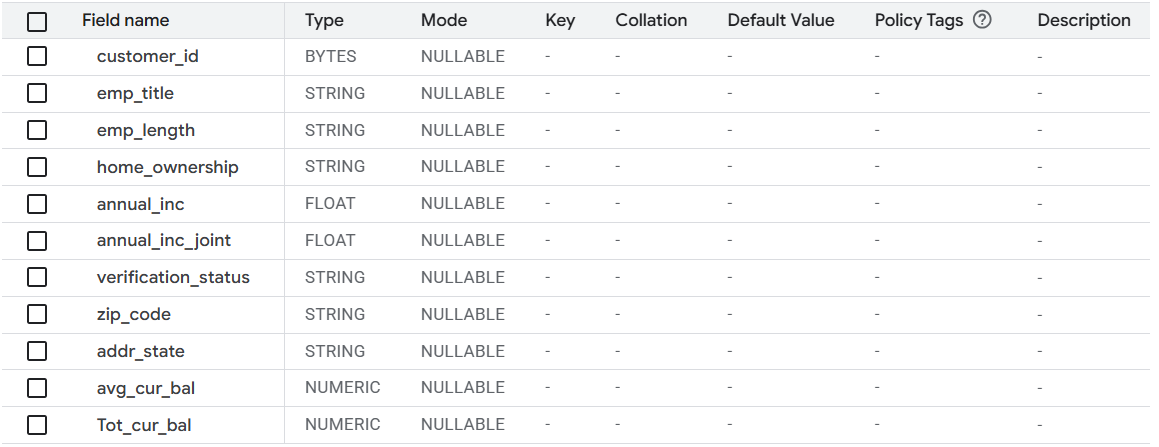 Field name Type Mode Key Collation Default Value Policy Tags ? Description
customer_id BYTES NULLABLE - - - - -
emp_title STRING NULLABLE - - - - -
emp_length STRING NULLABLE - - - - -
home_ownership STRING NULLABLE - - - - -
annual_inc FLOAT NULLABLE - - - - -
annual_inc_joint FLOAT NULLABLE - - - - -
verification_status STRING NULLABLE - - - - -
zip_code STRING NULLABLE - - - - -
addr_state STRING NULLABLE - - - - -
avg_cur_bal NUMERIC NULLABLE - - - - -
Tot_cur_bal NUMERIC NULLABLE - - - - -